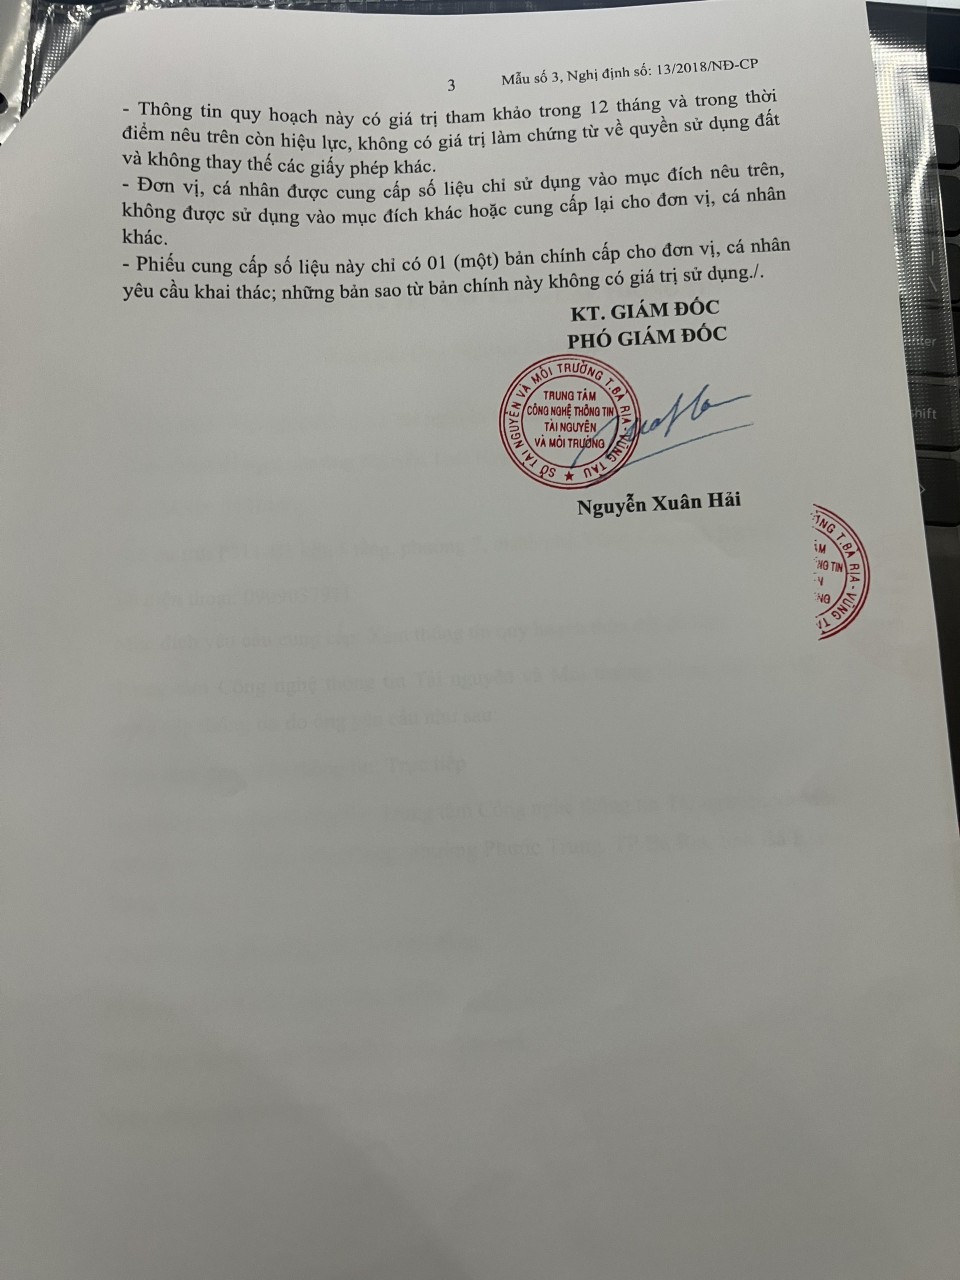 3
Mẫu số 3, Nghị định số: 13/2018/NĐ-CP
- Thông tin quy hoạch này có giá trị tham khảo trong 12 tháng và trong thời
điểm nêu trên còn hiệu lực, không có giá trị làm chứng từ về quyền sử dụng đất
và không thay thế các giấy phép khác.
- Đơn vị, cá nhân được cung cấp số liệu chỉ sử dụng vào mục đích nêu trên,
không được sử dụng vào mục đích khác hoặc cung cấp lại cho đơn vị, cá nhân
khác.
- Phiếu cung cấp số liệu này chỉ có 01 (một) bản chính cấp cho đơn vị, cá nhân
yêu cầu khai thác; những bản sao từ bản chính này không có giá trị sử dụng./.
KT. GIÁM ĐỐC
PHÓ GIÁM ĐỐC
SỞ TÀI NGUYÊN VÀ MÔI TRƯỜNG T.BÀ RỊA-VŨNG TÀU
TRUNG TÂM
CÔNG NGHỆ THÔNG TIN
TÀI NGUYÊN
VÀ MÔI TRƯỜNG
Nguyễn Xuân Hải
T.BÀ RỊA-VŨNG
TIN
ter
shift